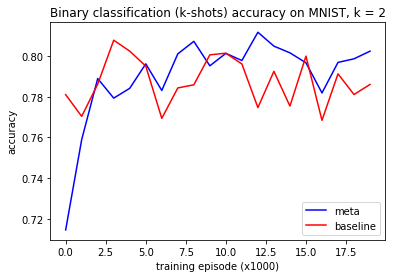 Binary classification (k-shots) accuracy on MNIST, k = 2
accuracy
0.80
0.78
0.76
0.74
0.72
meta
baseline
0.0 2.5 5.0 7.5 10.0 12.5 15.0 17.5
training episode (x1000)